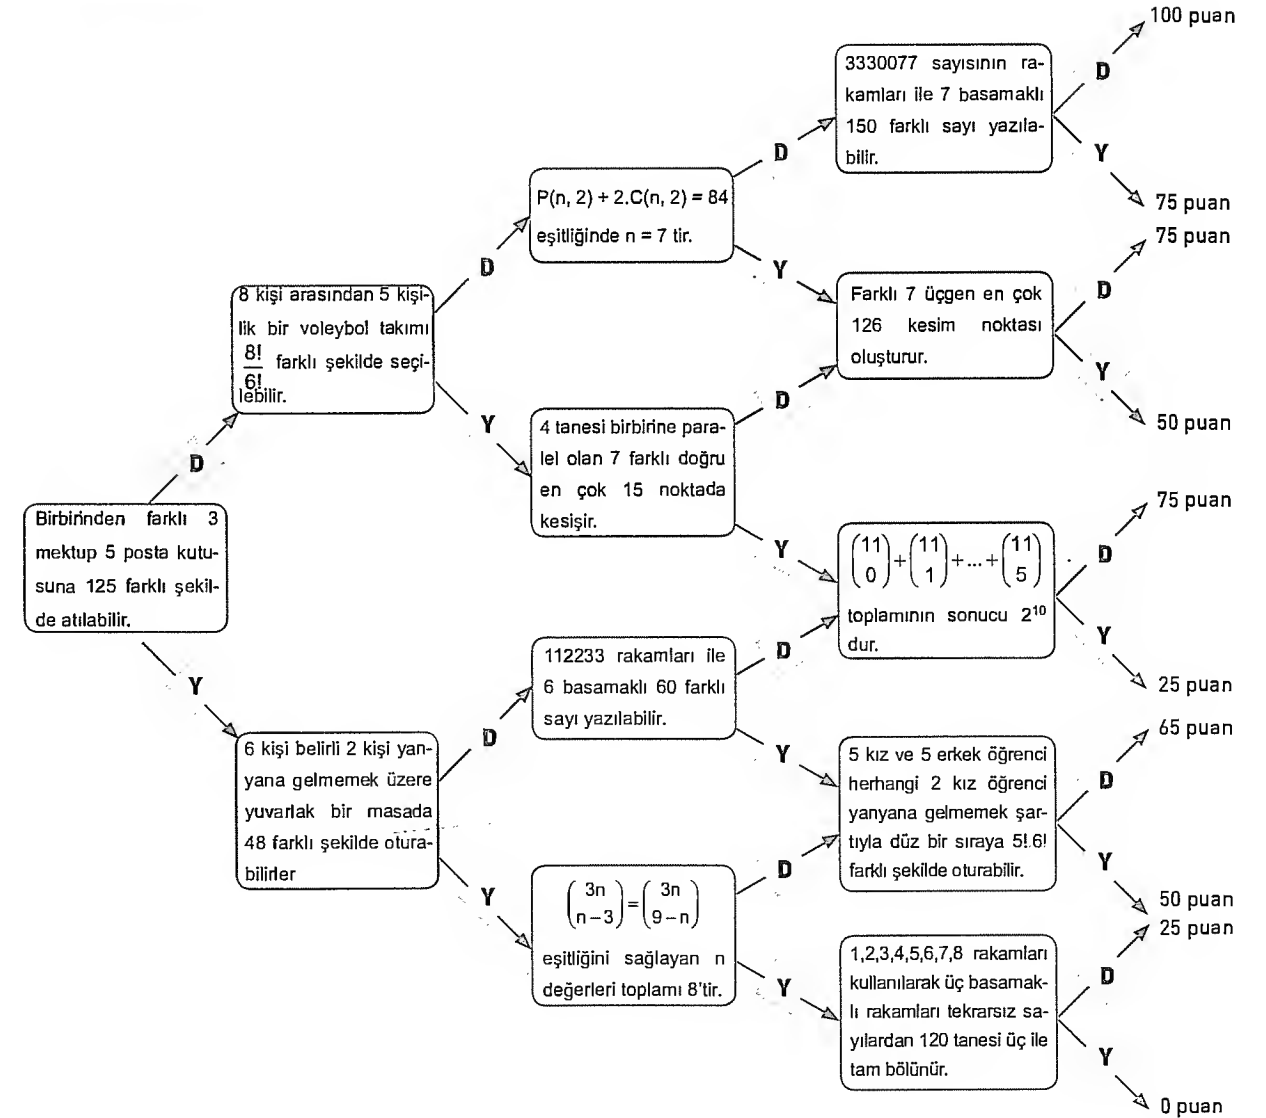 Birbirinden farklı 3
mektup 5 posta kutu-
suna 125 farklı şekil-
de atılabilir.
D
Y
8 kişi arasından 5 kişi-
lik bir voleybol takımı
8!/6! farklı şekilde seçi-
lebilir.
D
Y
6 kişi belirli 2 kişi yan-
yana gelmemek üzere
yuvarlak bir masada
48 farklı şekilde otura-
bilirler
D
Y
P(n, 2) + 2.C(n, 2) = 84
eşitliğinde n = 7 tir.
D
Y
4 tanesi birbirine para-
lel olan 7 farklı doğru
en çok 15 noktada
kesişir.
D
Y
112233 rakamları ile
6 basamaklı 60 farklı
sayı yazılabilir.
D
Y
(3n n−3) = (3n 9−n)
eşitliğini sağlayan n
değerleri toplamı 8'tir.
D
Y
3330077 sayısının ra-
kamları ile 7 basamaklı
150 farklı sayı yazıla-
bilir.
D
100 puan
Y
75 puan
Farklı 7 üçgen en çok
126 kesim noktası
oluşturur.
D
75 puan
Y
50 puan
(11 0) + (11 1) + ... + (11 5)
toplamının sonucu 2¹⁰
dur.
D
75 puan
Y
25 puan
5 kız ve 5 erkek öğrenci
herhangi 2 kız öğrenci
yanyana gelmemek şar-
tıyla düz bir sıraya 5!.6!
farklı şekilde oturabilir.
D
65 puan
Y
50 puan
1,2,3,4,5,6,7,8 rakamları
kullanılarak üç basamak-
lı rakamları tekrarsız sa-
yılardan 120 tanesi üç ile
tam bölünür.
D
25 puan
Y
0 puan